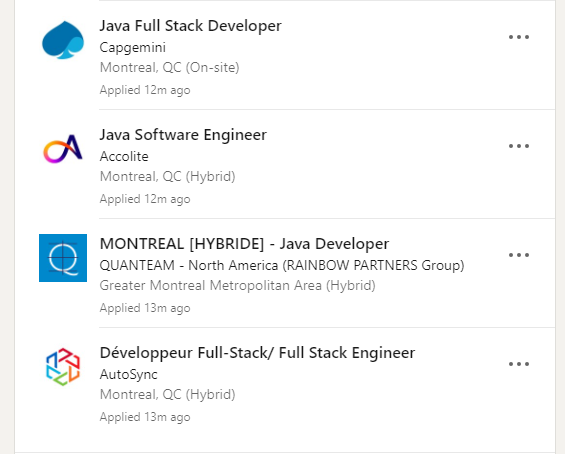 Java Full Stack Developer
Capgemini
Montreal, QC (On-site)
Applied 12m ago
Java Software Engineer
Accolite
Montreal, QC (Hybrid)
Applied 12m ago
MONTREAL [HYBRIDE] - Java Developer
QUANTEAM - North America (RAINBOW PARTNERS Group)
Greater Montreal Metropolitan Area (Hybrid)
Applied 13m ago
Développeur Full-Stack/ Full Stack Engineer
AutoSync
Montreal, QC (Hybrid)
Applied 13m ago